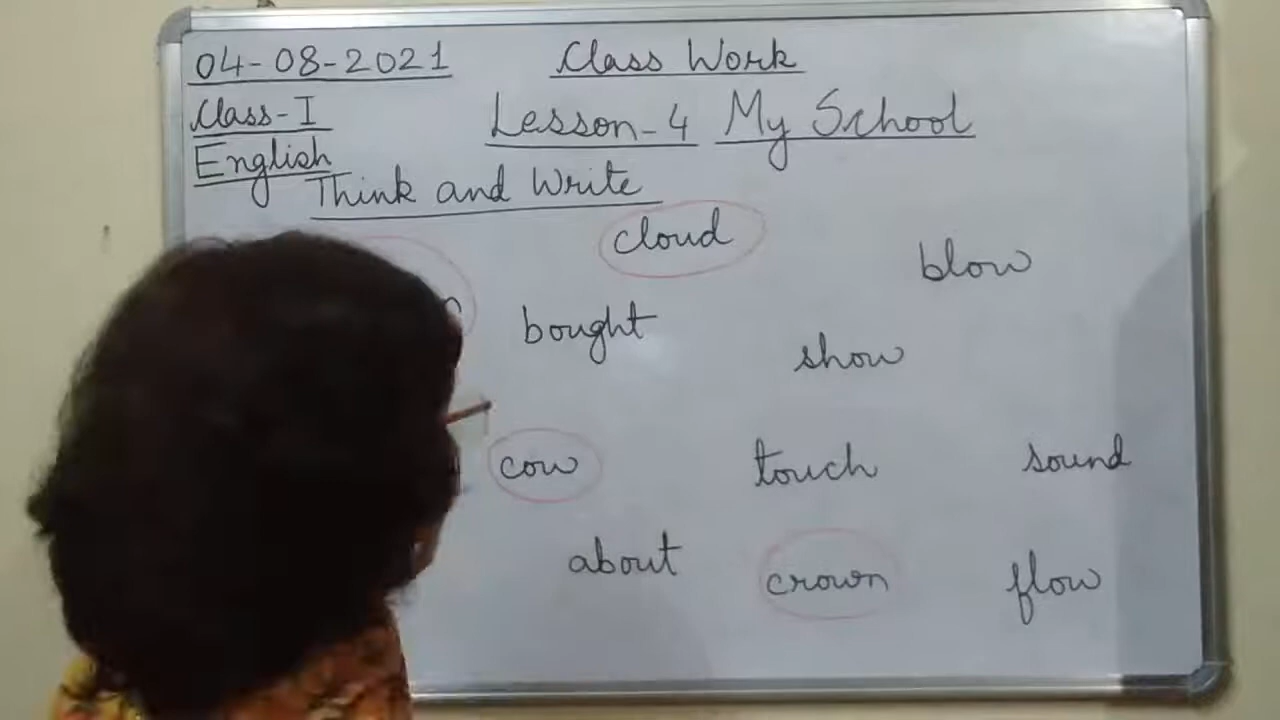 04-08-2021 Class Work
Class-I Lesson-4 My School
English
Think and Write
cloud
blow
bought
show
cow touch sound
about crown flow